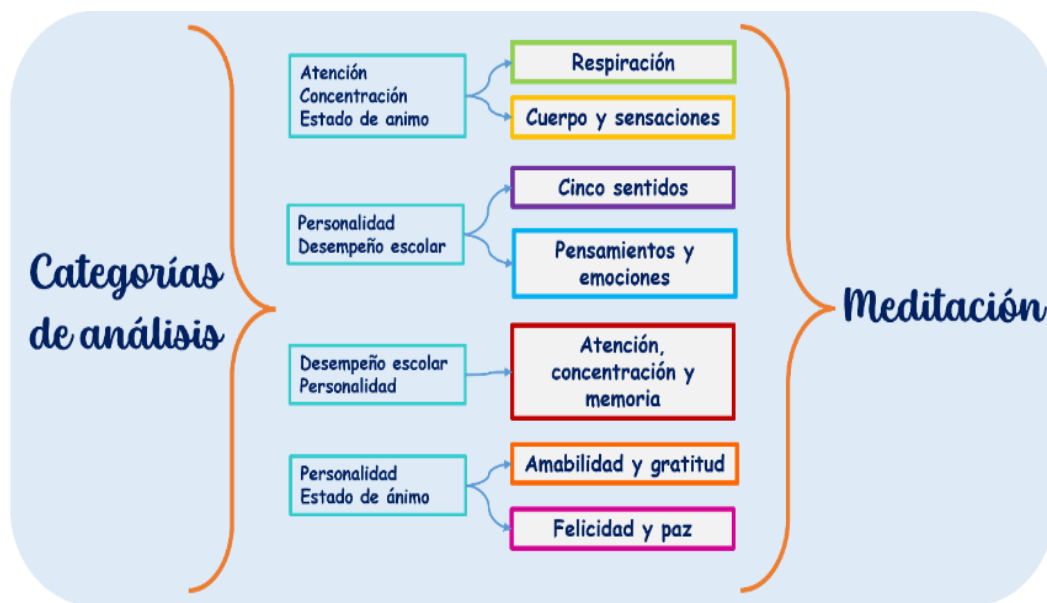 Categorías
de análisis
Atención
Concentración
Estado de animo
Respiración
Cuerpo y sensaciones
Personalidad
Desempeño escolar
Cinco sentidos
Pensamientos y
emociones
Desempeño escolar
Personalidad
Atención,
concentración y
memoria
Personalidad
Estado de ánimo
Amabilidad y gratitud
Felicidad y paz
Meditación